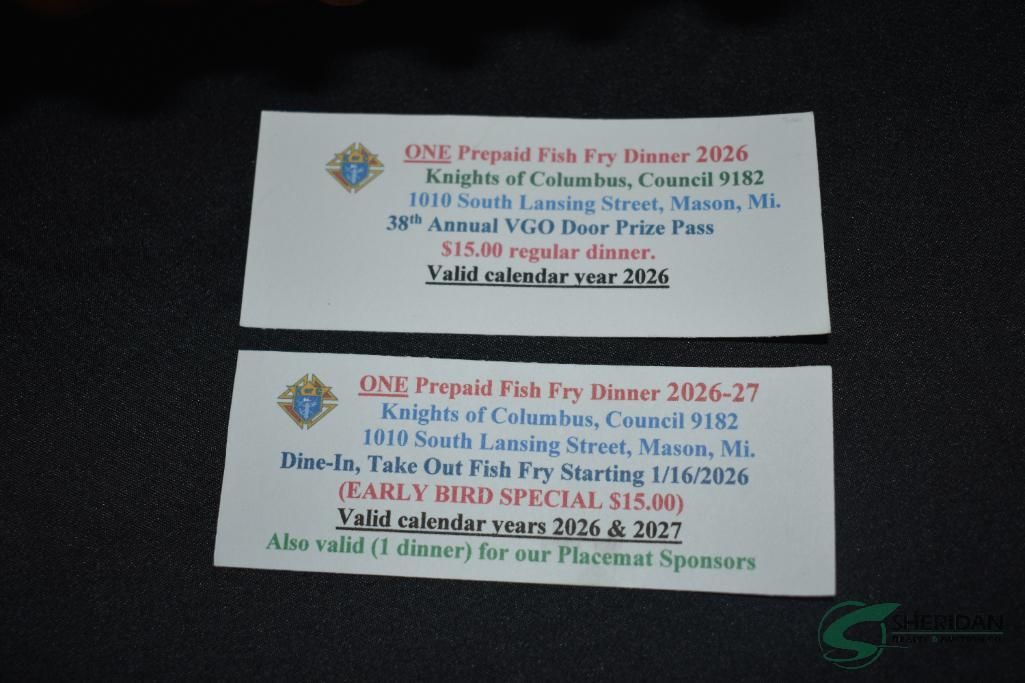 ONE Prepaid Fish Fry Dinner 2026
Knights of Columbus, Council 9182
1010 South Lansing Street, Mason, Mi.
38th Annual VGO Door Prize Pass
$15.00 regular dinner.
Valid calendar year 2026
ONE Prepaid Fish Fry Dinner 2026-27
Knights of Columbus, Council 9182
1010 South Lansing Street, Mason, Mi.
Dine-In, Take Out Fish Fry Starting 1/16/2026
(EARLY BIRD SPECIAL $15.00)
Valid calendar years 2026 & 2027
Also valid (1 dinner) for our Placemat Sponsors
SHERIDAN
REALTY & AUCTION CO.